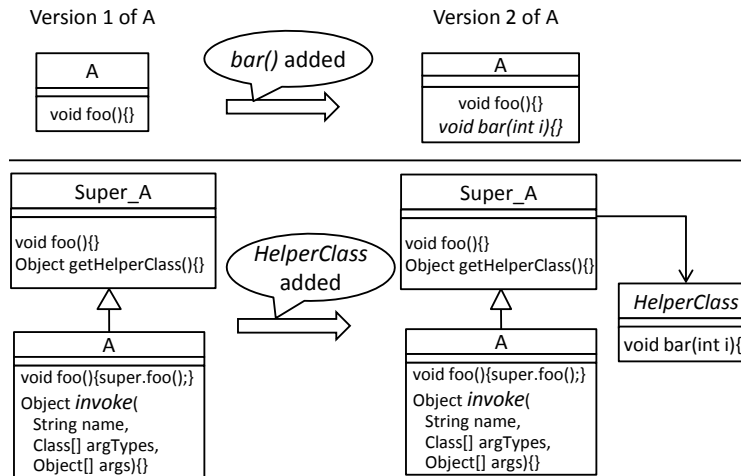 Version 1 of A
Version 2 of A
A
void foo(){}
bar() added
A
void foo(){}
void bar(int i){}
Super_A
void foo(){}
Object getHelperClass(){}
HelperClass
added
Super_A
void foo(){}
Object getHelperClass(){}
HelperClass
void bar(int i){
A
void foo(){super.foo();}
Object invoke(
String name,
Class[] argTypes,
Object[] args){}
A
void foo(){super.foo();}
Object invoke(
String name,
Class[] argTypes,
Object[] args){}